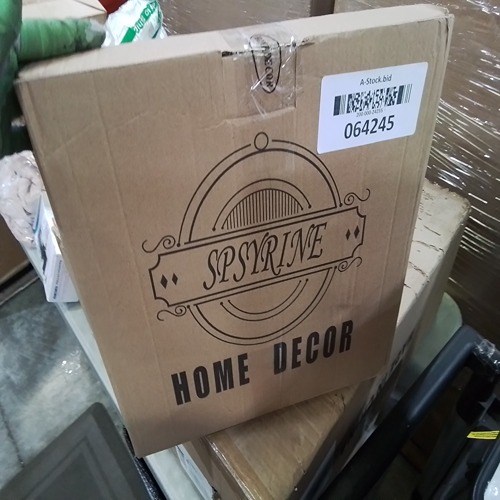 A-Stock.bid
064245
SPSYRINE
HOME DECOR